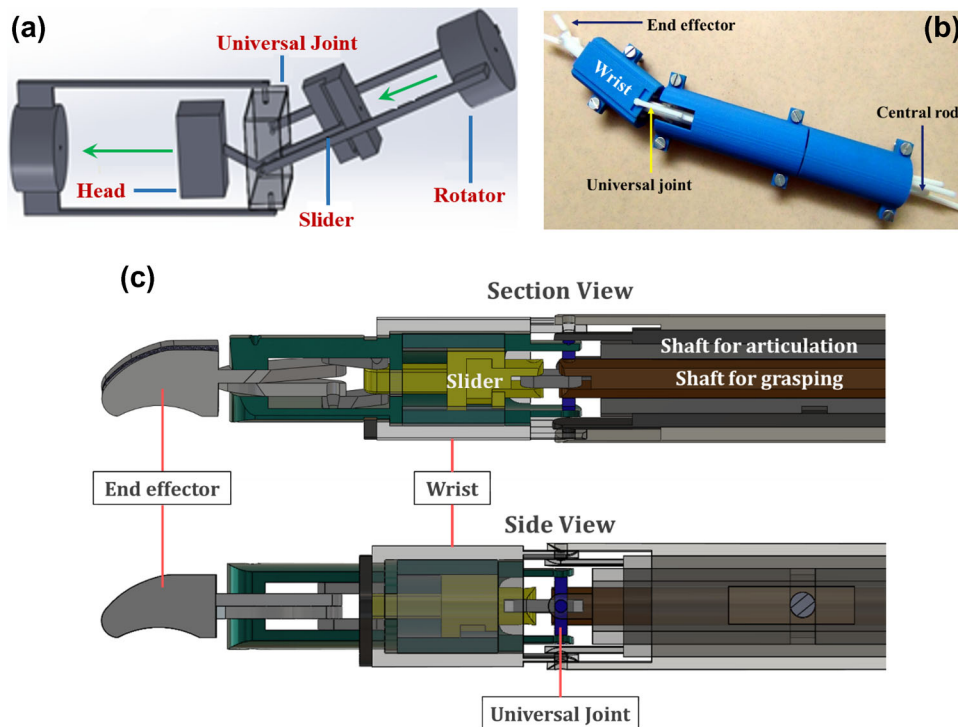 (a)
Universal Joint
Head
Slider
Rotator
(b)
End effector
Wrist
Central rod
Universal joint
(c)
Section View
Shaft for articulation
Shaft for grasping
Slider
End effector
Wrist
Side View
Universal Joint